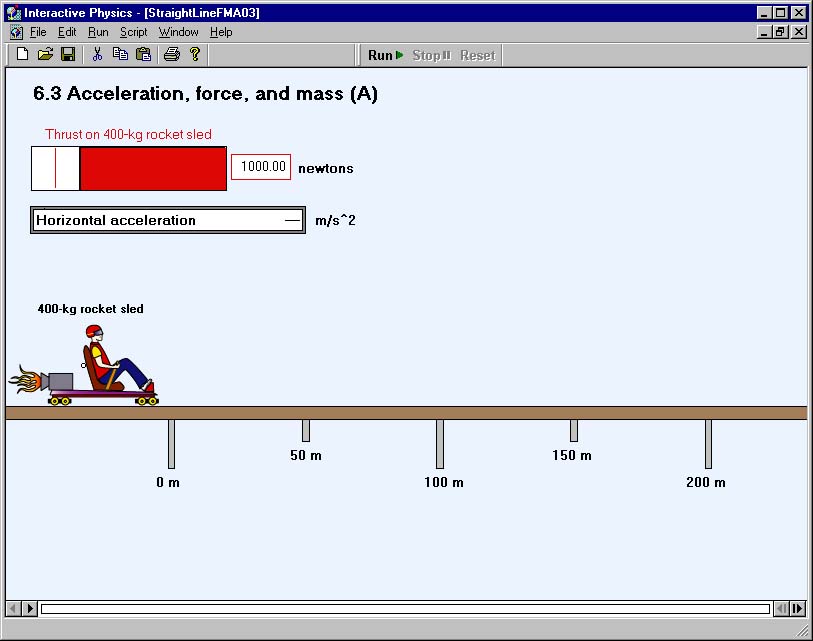 Interactive Physics - [StraightLineFMA03]
File Edit Run Script Window Help
Run Stop Reset
6.3 Acceleration, force, and mass (A)
Thrust on 400-kg rocket sled
1000.00 newtons
Horizontal acceleration — m/s^2
400-kg rocket sled
50 m 150 m
0 m 100 m 200 m